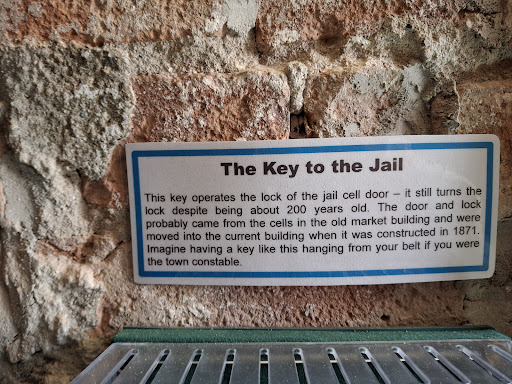 The Key to the Jail
This key operates the lock of the jail cell door – it still turns the
lock despite being about 200 years old. The door and lock
probably came from the cells in the old market building and were
moved into the current building when it was constructed in 1871.
Imagine having a key like this hanging from your belt if you were
the town constable.